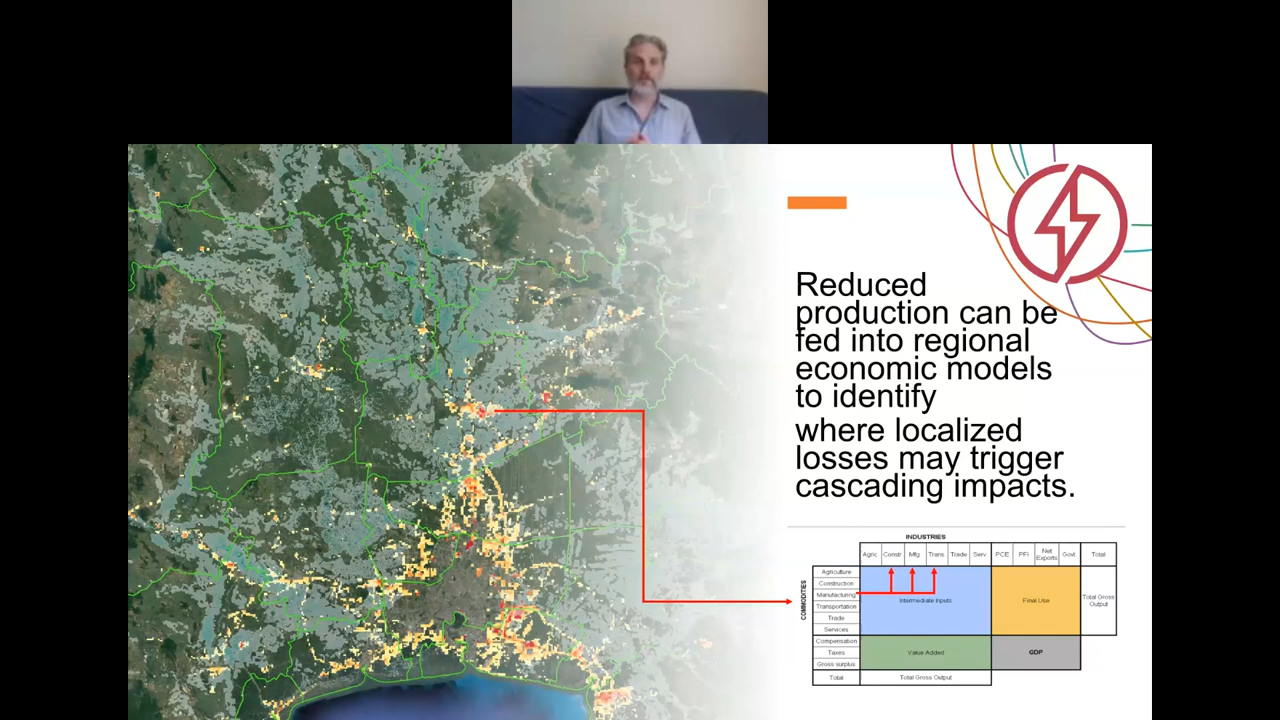 Reduced
production can be
fed into regional
economic models
to identify
where localized
losses may trigger
cascading impacts.
INDUSTRIES
Agric Constr Mfg Trans Trade Serv PCE PFI Net Exports Govt Total
COMMODITIES
Agriculture
Construction
Manufacturing
Transportation
Trade
Services
Intermediate Inputs
Final Use
Total Gross
Output
Compensation
Taxes
Gross surplus
Value Added
GDP
Total
Total Gross Output